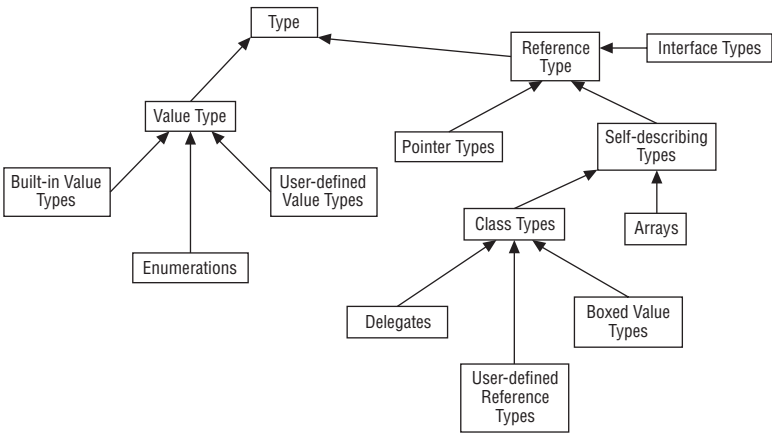 Type
Reference
Type
Interface Types
Value Type
Pointer Types
Self-describing
Types
Built-in Value
Types
User-defined
Value Types
Class Types
Arrays
Enumerations
Delegates
Boxed Value
Types
User-defined
Reference
Types